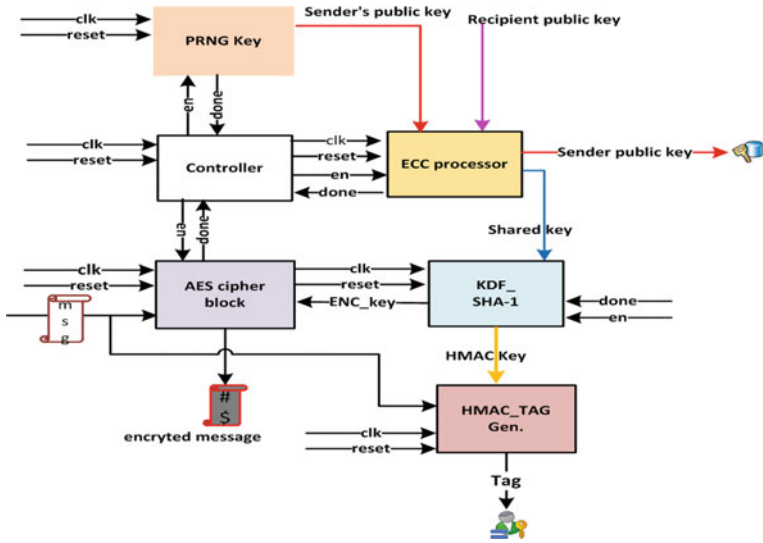 Sender's public key
Recipient public key
clk
reset
PRNG Key
en
done
clk
reset
Controller
clk
reset
en
done
ECC processor
Sender public key
en
done
Shared key
clk
reset
AES cipher
block
clk
reset
ENC_key
KDF_
SHA-1
done
en
m
s
g
HMAC Key
#
$
encryted message
HMAC_TAG
Gen.
clk
reset
Tag